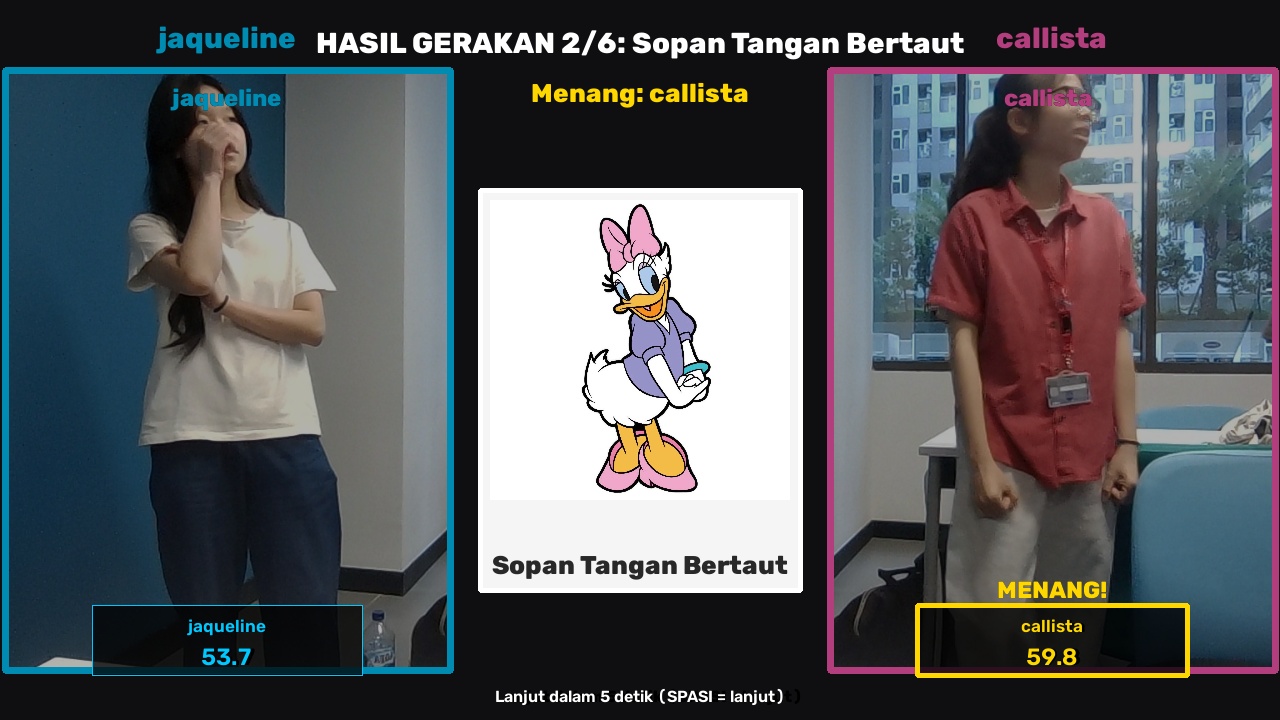 jaqueline
HASIL GERAKAN 2/6: Sopan Tangan Bertaut
callista
jaqueline
Menang: callista
callista
Sopan Tangan Bertaut
MENANG!
jaqueline
53.7
callista
59.8
Lanjut dalam 5 detik (SPASI = lanjut)